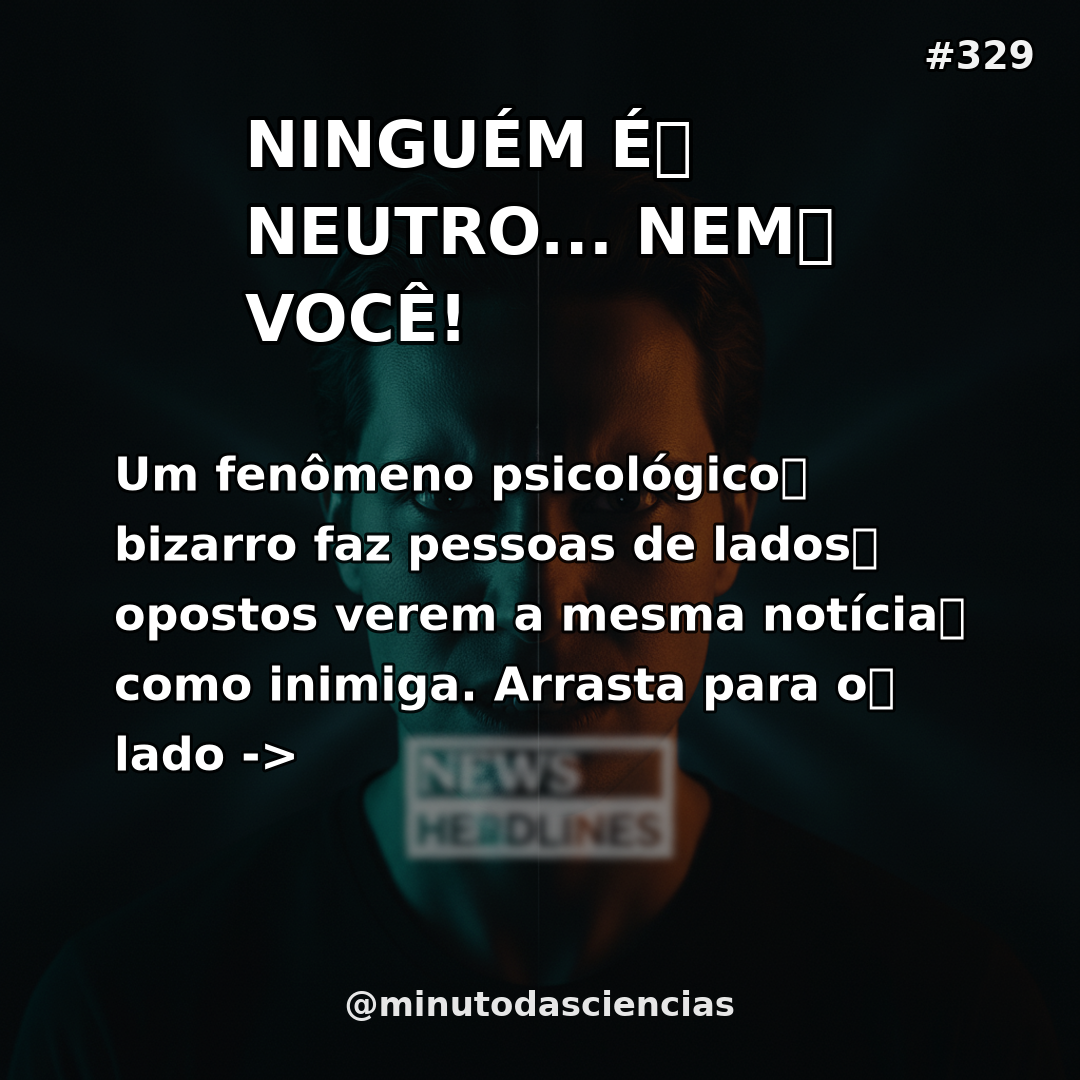 #329
NINGUÉM É▯
NEUTRO... NEM▯
VOCÊ!
Um fenômeno psicológico▯
bizarro faz pessoas de lados▯
opostos verem a mesma notícia▯
como inimiga. Arrasta para o▯
lado ->
NEWS
HEADLINES
@minutodasciencias